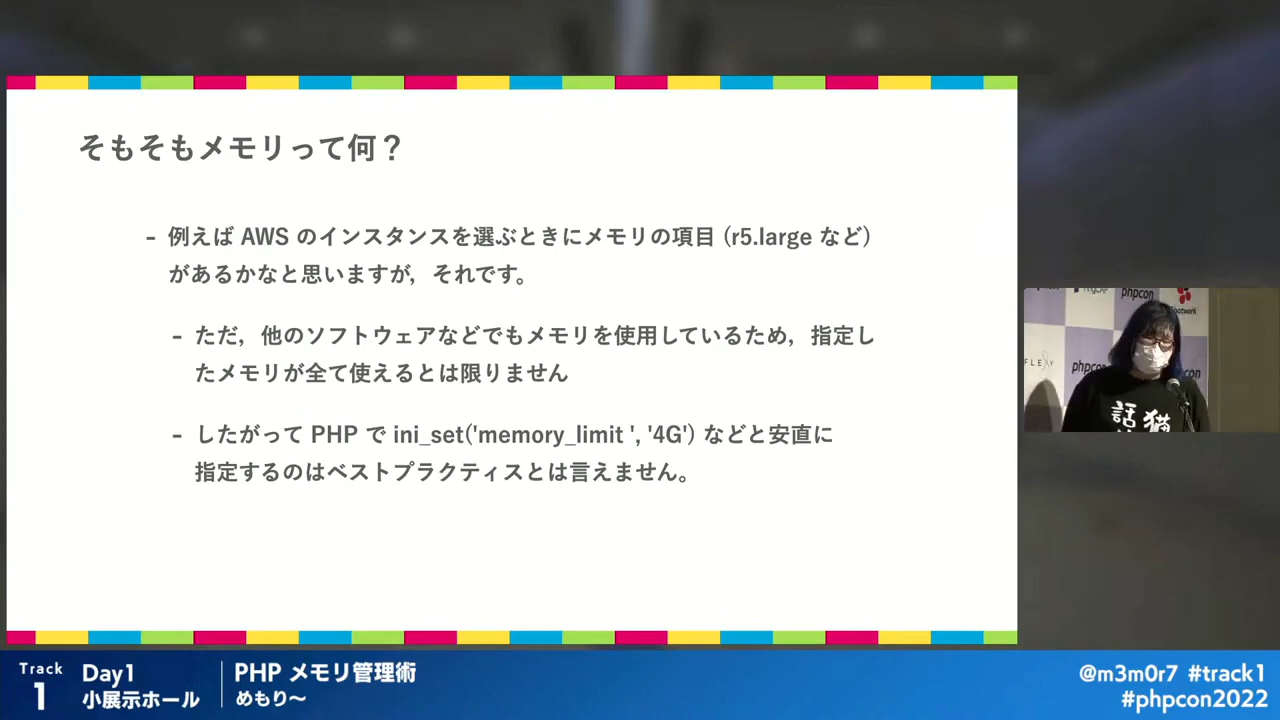 そもそもメモリって何？
- 例えば AWS のインスタンスを選ぶときにメモリの項目 (r5.large など)
があるかなと思いますが，それです。
- ただ，他のソフトウェアなどでもメモリを使用しているため，指定し
たメモリが全て使えるとは限りません
- したがって PHP で ini_set('memory_limit ', '4G') などと安直に
指定するのはベストプラクティスとは言えません。
phpcon
FLEXY
phpcon
話 猫
Track
1
Day1
小展示ホール
PHP メモリ管理術
めもり〜
@m3m0r7 #track1
#phpcon2022